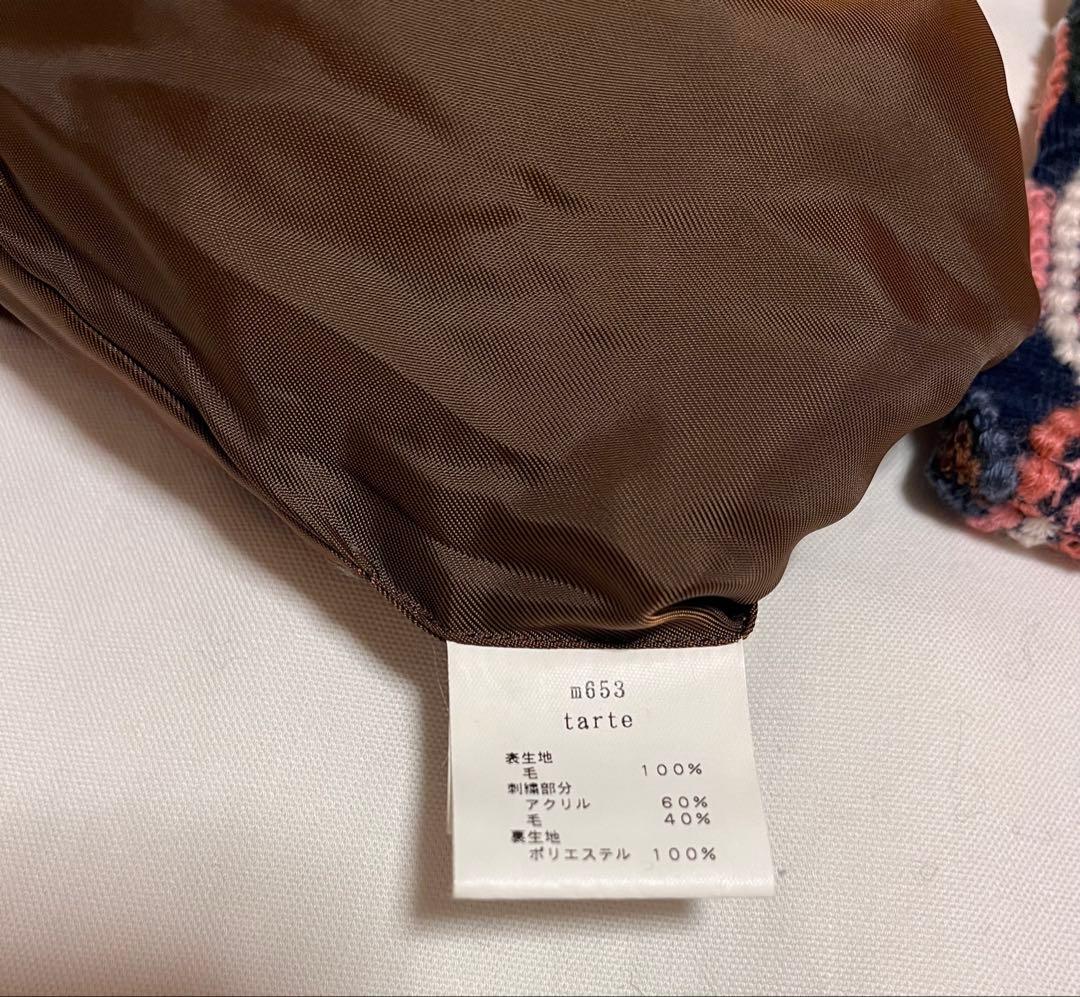 m653
tarte
表生地
毛 100%
刺繍部分
アクリル 60%
毛 40%
裏生地
ポリエステル 100%